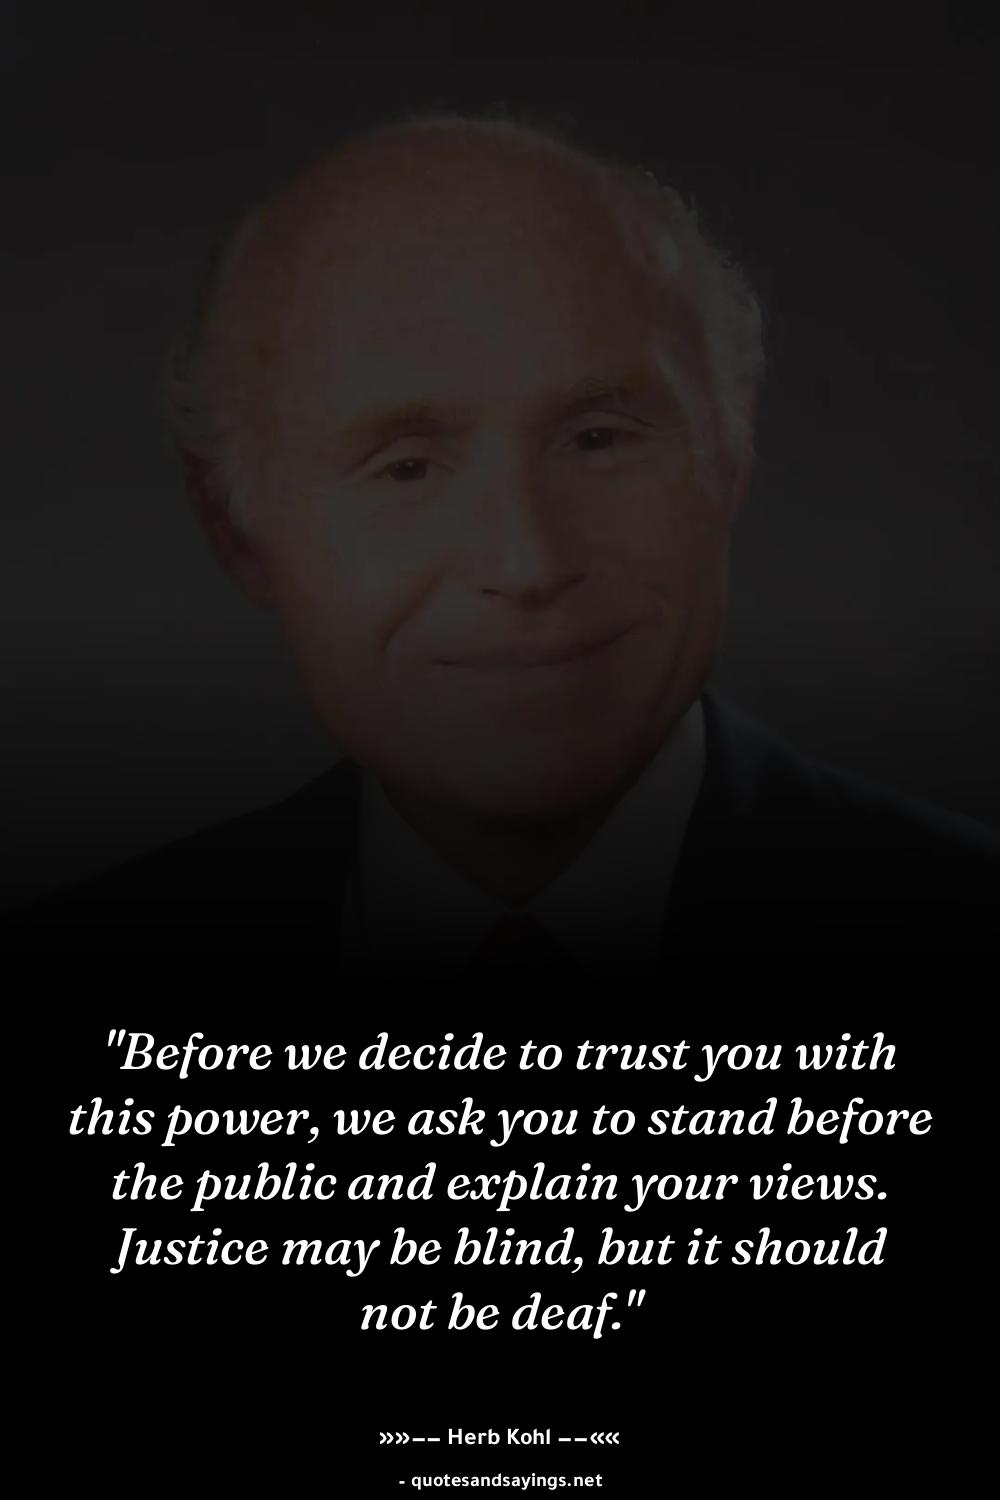 "Before we decide to trust you with
this power, we ask you to stand before
the public and explain your views.
Justice may be blind, but it should
not be deaf."
»»−− Herb Kohl −−««
- quotesandsayings.net